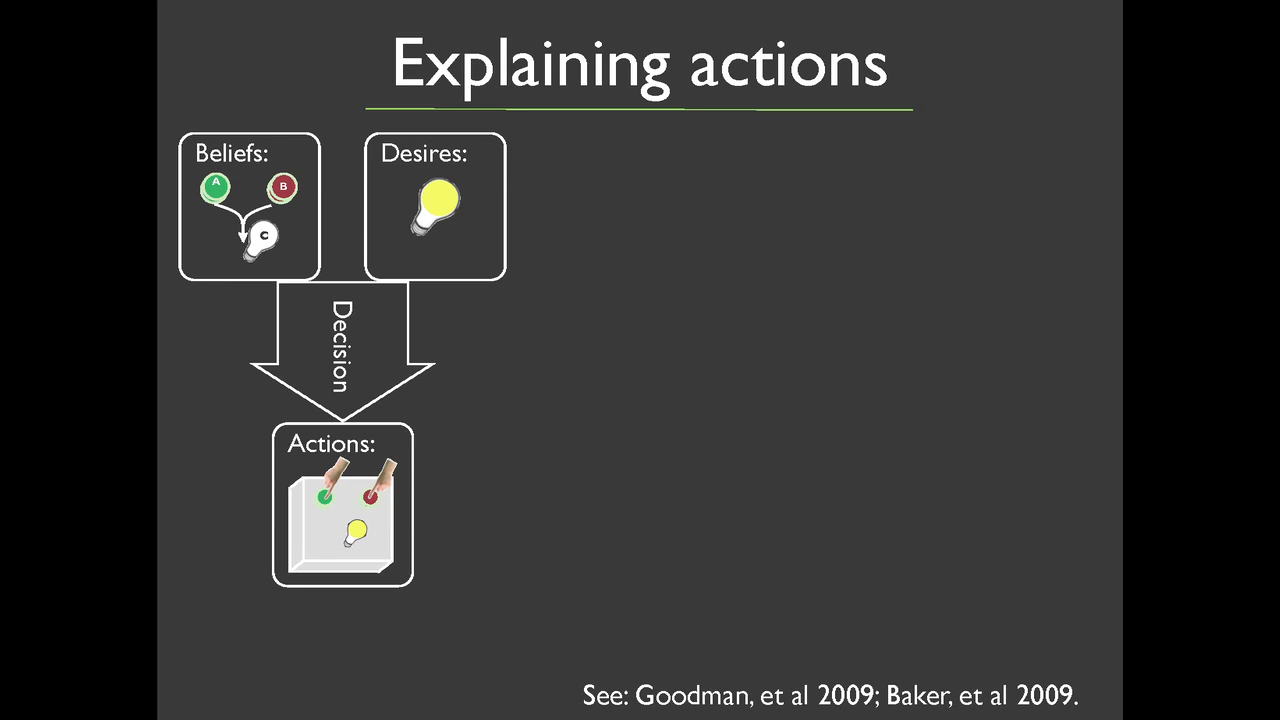 Explaining actions
Beliefs:
Desires:
A
B
C
Decision
Actions:
See: Goodman, et al 2009; Baker, et al 2009.